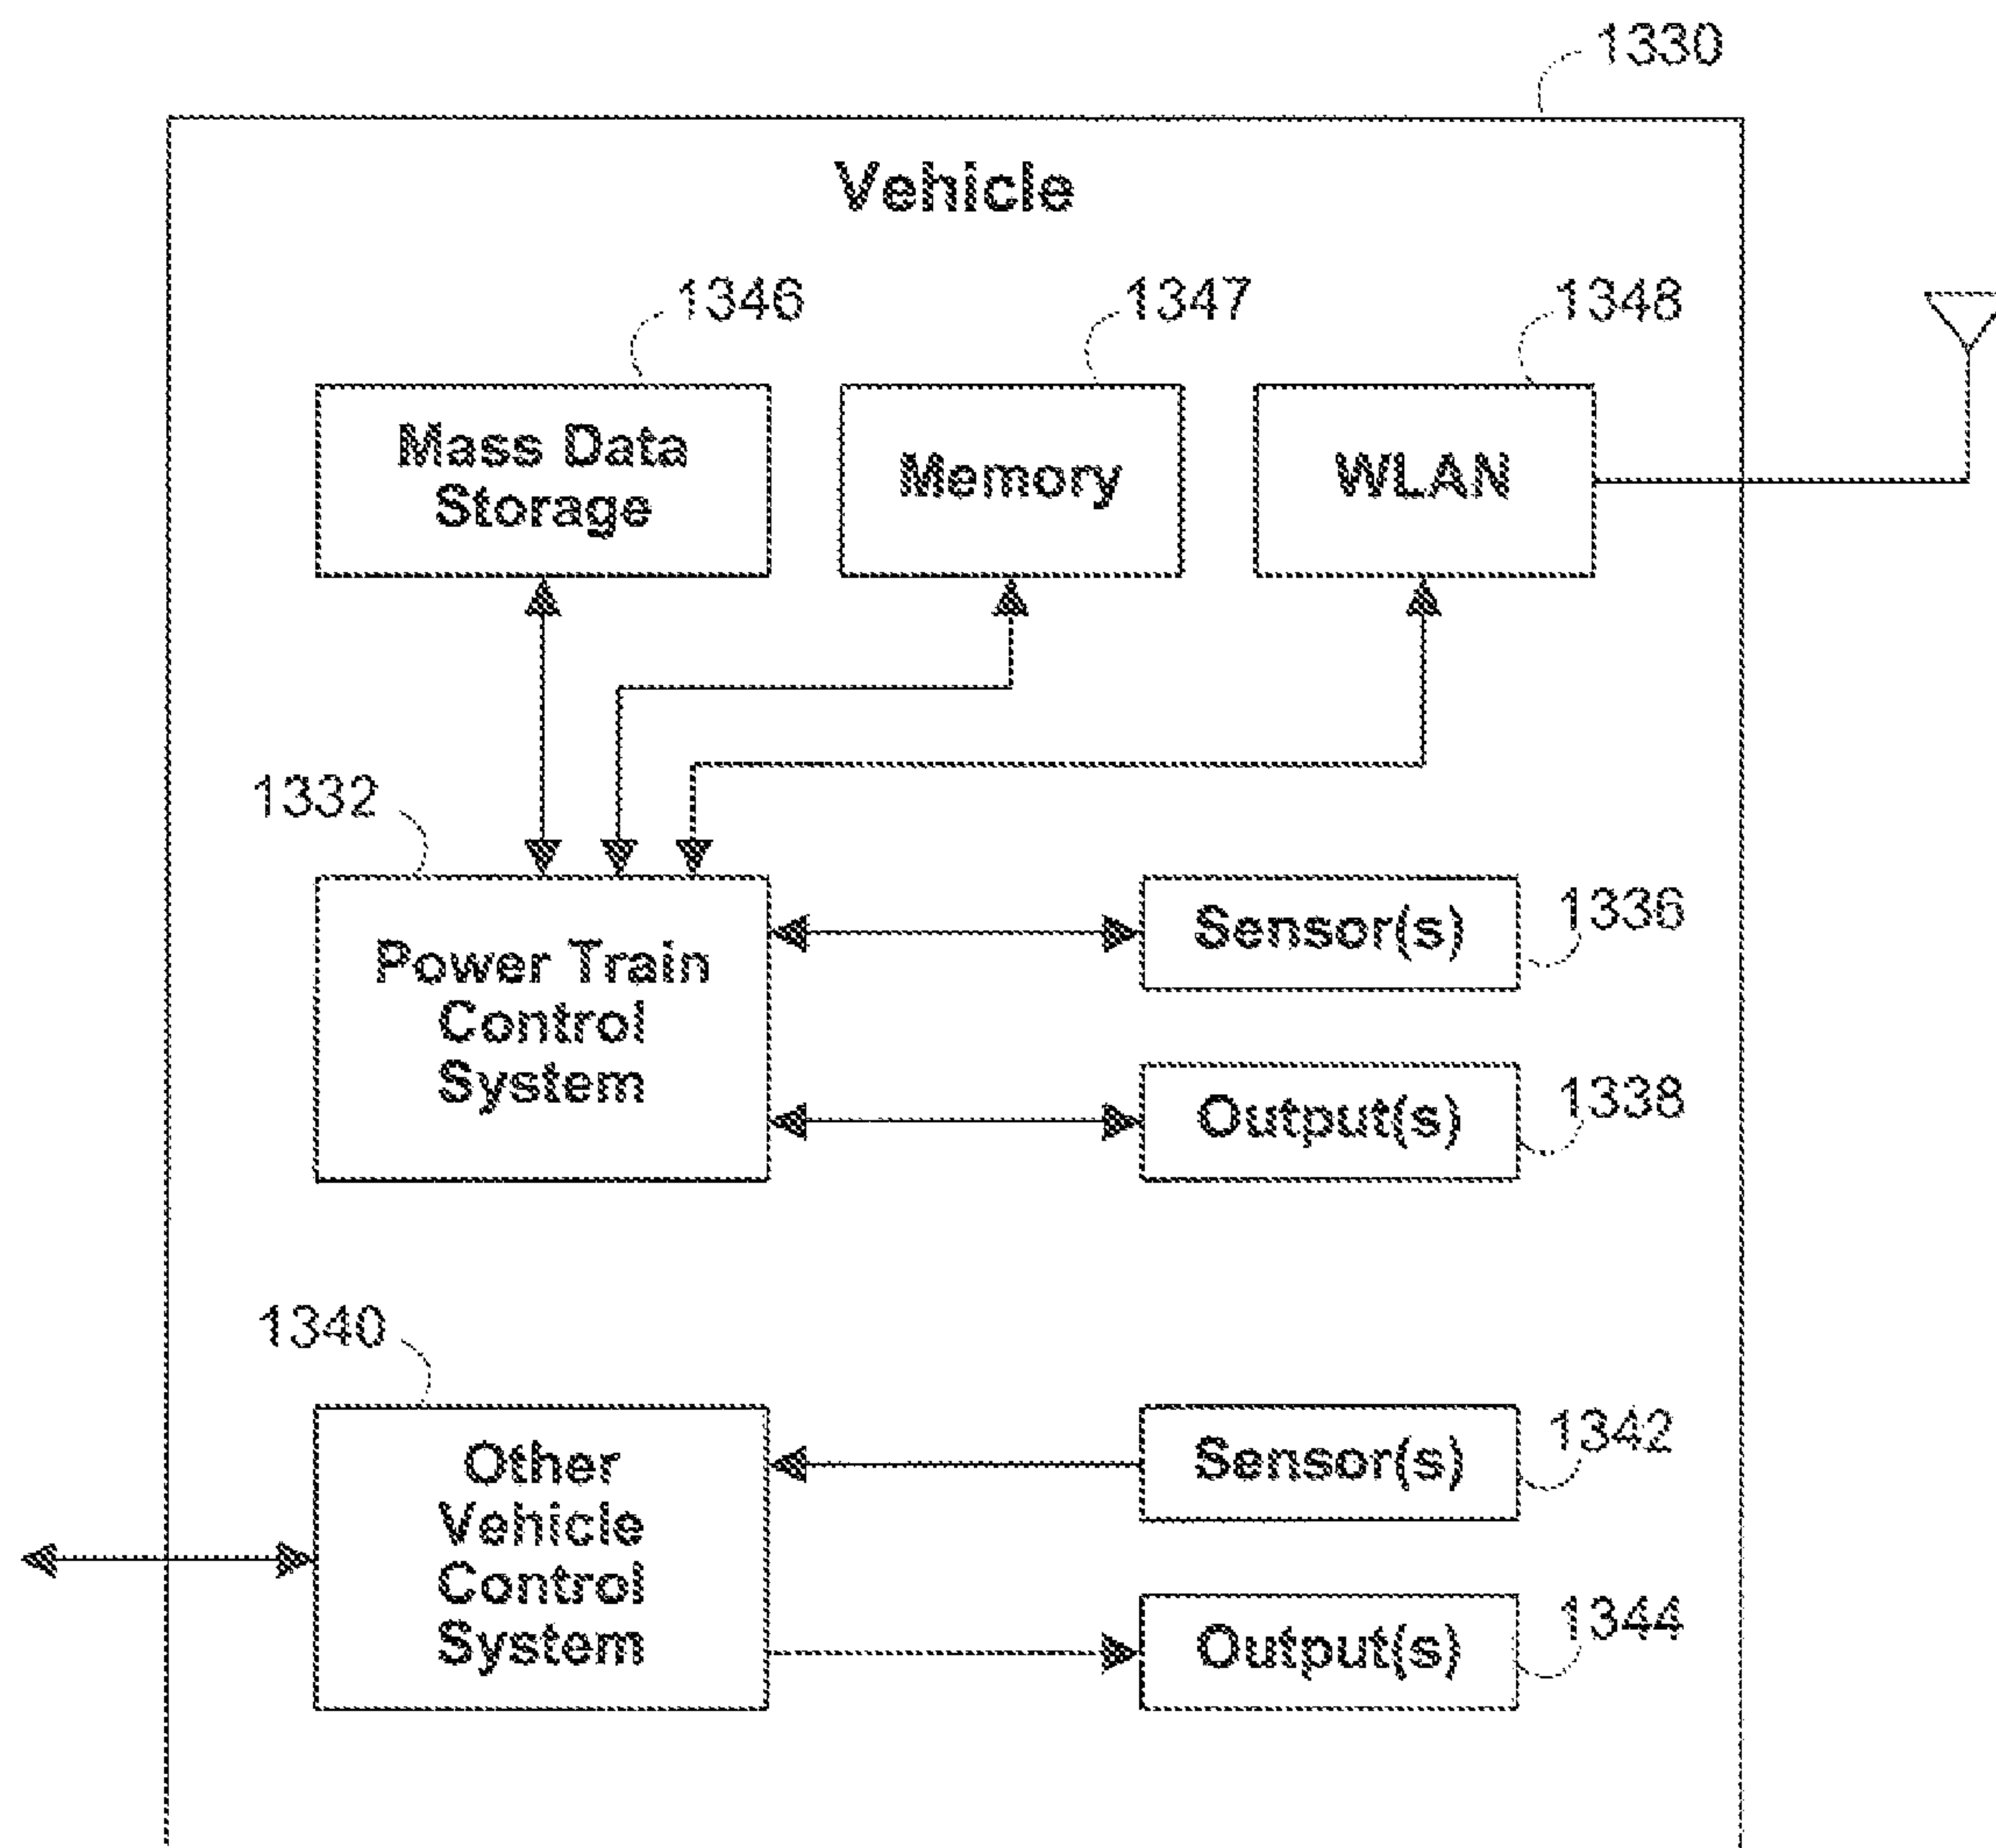 1330
Vehicle
1346
1347
1348
Mass Data
Storage
Memory
WLAN
1332
Power Train
Control
System
Sensor(s)
1336
Output(s)
1338
1340
Other
Vehicle
Control
System
Sensor(s)
1342
Output(s)
1344